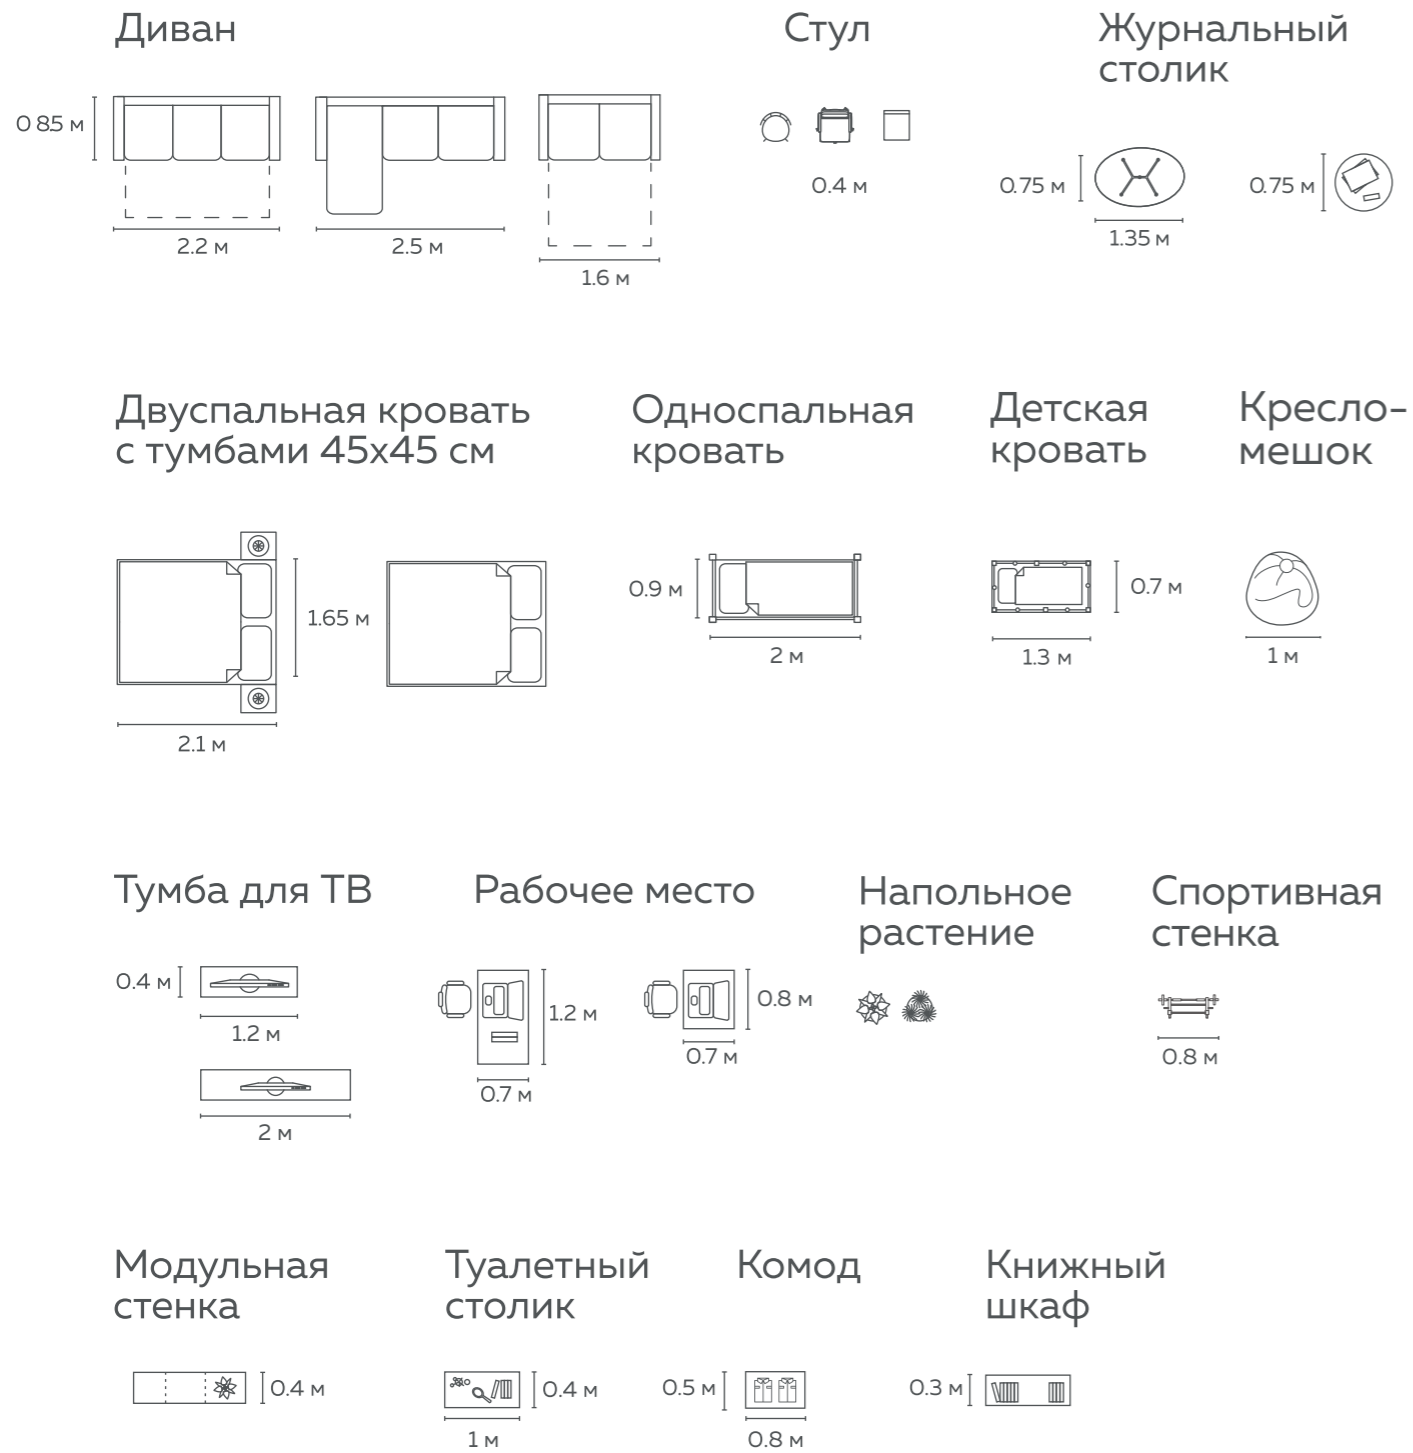 Диван
Стул
Журнальный
столик
0 85 м
2.2 м
2.5 м
1.6 м
0.4 м
0.75 м
1.35 м
0.75 м
Двуспальная кровать
с тумбами 45х45 см
Односпальная
кровать
Детская
кровать
Кресло-
мешок
1.65 м
2.1 м
0.9 м
2 м
0.7 м
1.3 м
1 м
Тумба для ТВ
Рабочее место
Напольное
растение
Спортивная
стенка
0.4 м
1.2 м
2 м
1.2 м
0.7 м
0.8 м
0.7 м
0.8 м
Модульная
стенка
Туалетный
столик
Комод
Книжный
шкаф
0.4 м
0.4 м
1 м
0.5 м
0.8 м
0.3 м